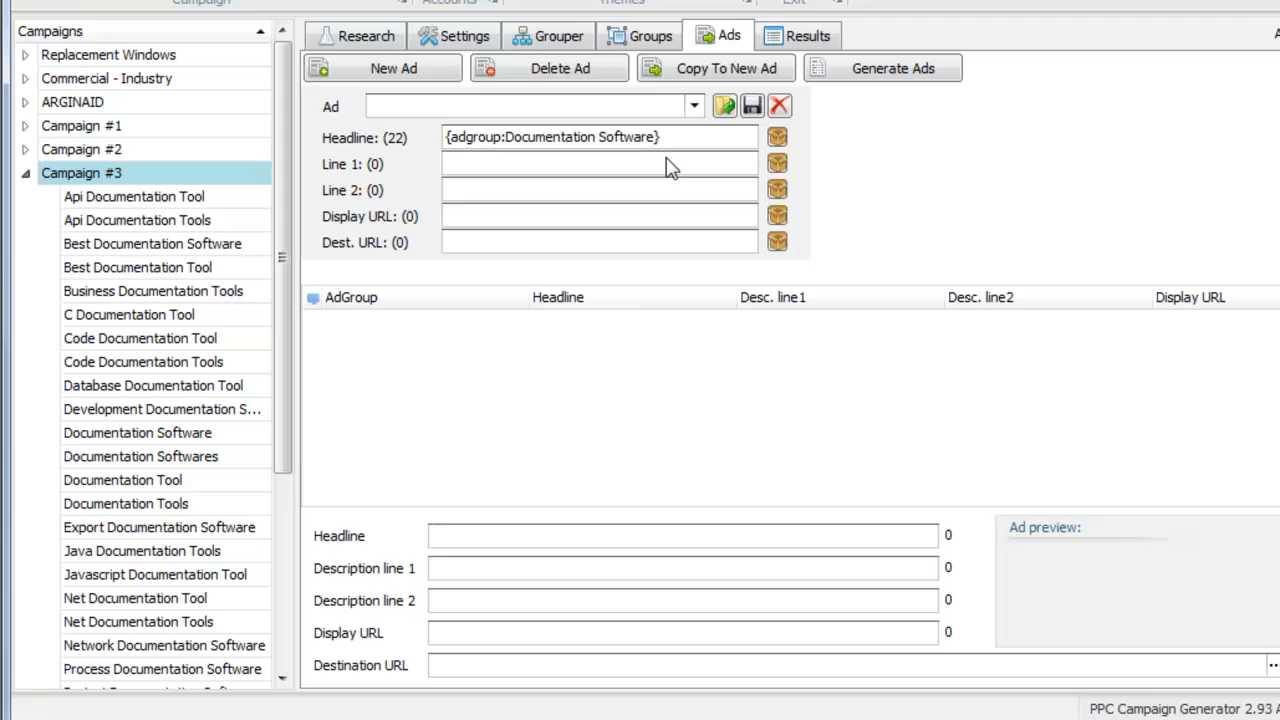 Campaign Accounts Themes Exit
Campaigns
Replacement Windows
Commercial - Industry
ARGINAID
Campaign #1
Campaign #2
Campaign #3
Api Documentation Tool
Api Documentation Tools
Best Documentation Software
Best Documentation Tool
Business Documentation Tools
C Documentation Tool
Code Documentation Tool
Code Documentation Tools
Database Documentation Tool
Development Documentation S...
Documentation Software
Documentation Softwares
Documentation Tool
Documentation Tools
Export Documentation Software
Java Documentation Tools
Javascript Documentation Tool
Net Documentation Tool
Net Documentation Tools
Network Documentation Software
Process Documentation Software
Research Settings Grouper Groups Ads Results
New Ad Delete Ad Copy To New Ad Generate Ads
Ad
Headline: (22) {adgroup:Documentation Software}
Line 1: (0)
Line 2: (0)
Display URL: (0)
Dest. URL: (0)
AdGroup Headline Desc. line1 Desc. line2 Display URL
Headline 0
Description line 1 0
Description line 2 0
Display URL 0
Destination URL ...
Ad preview:
PPC Campaign Generator 2.93 A